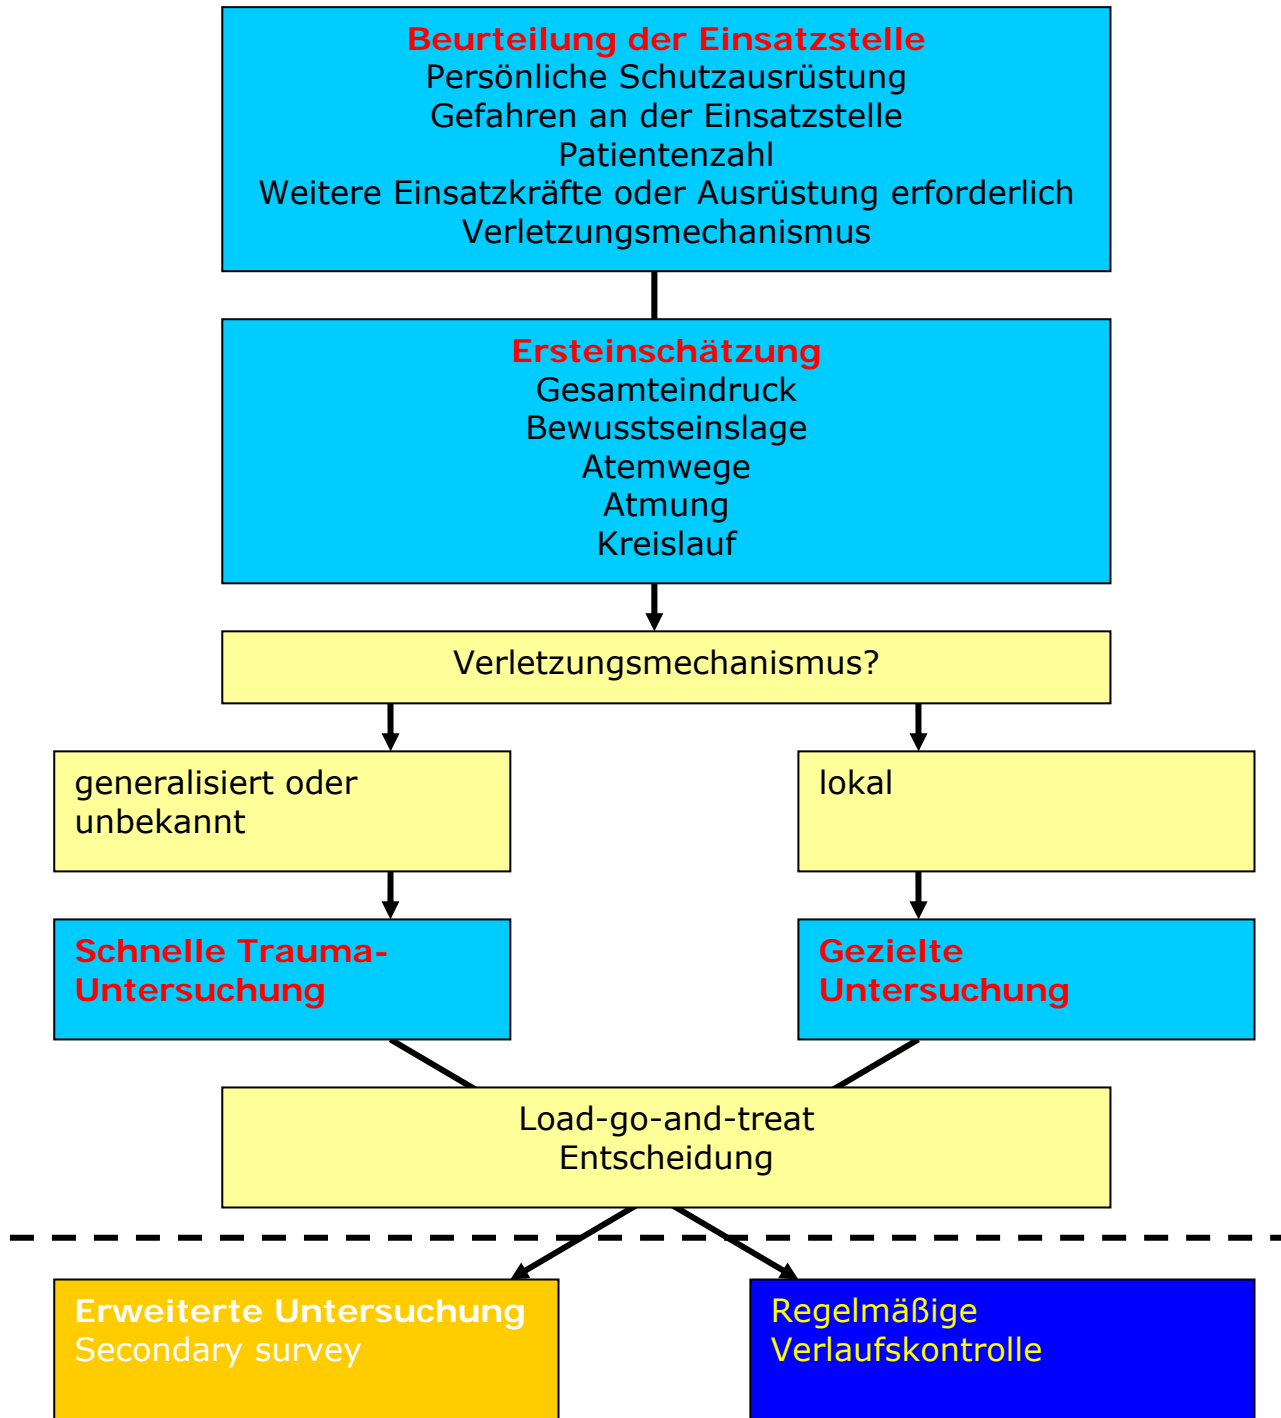 Beurteilung der Einsatzstelle
Persönliche Schutzausrüstung
Gefahren an der Einsatzstelle
Patientenzahl
Weitere Einsatzkräfte oder Ausrüstung erforderlich
Verletzungsmechanismus
Ersteinschätzung
Gesamteindruck
Bewusstseinslage
Atemwege
Atmung
Kreislauf
Verletzungsmechanismus?
generalisiert oder
unbekannt
lokal
Schnelle Trauma-
Untersuchung
Gezielte
Untersuchung
Load-go-and-treat
Entscheidung
Erweiterte Untersuchung
Secondary survey
Regelmäßige
Verlaufskontrolle